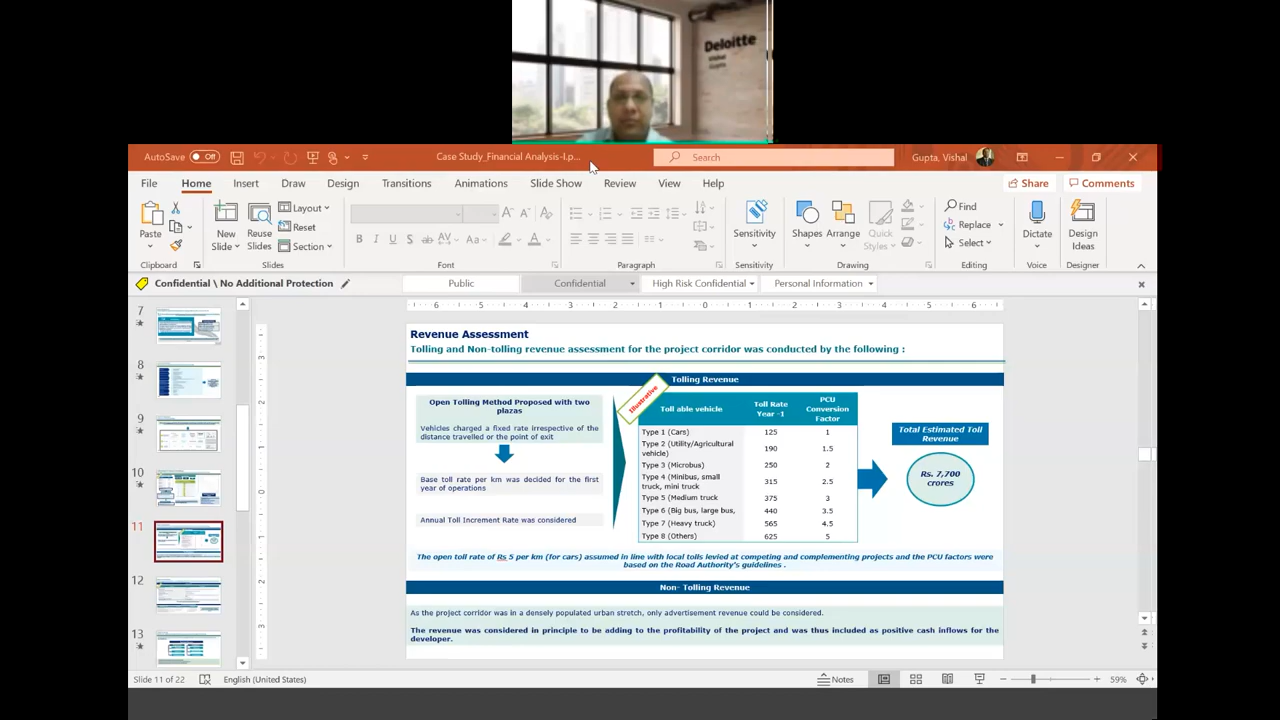 Deloitte
Vishal
Gupta
AutoSave Off
Case Study_Financial Analysis-I.p...
Search
Gupta, Vishal
File Home Insert Draw Design Transitions Animations Slide Show Review View Help
Share Comments
Paste
New Slide
Reuse Slides
Layout
Reset
Section
Sensitivity
Shapes Arrange Quick Styles
Find
Replace
Select
Dictate
Design Ideas
Clipboard Slides Font Paragraph Sensitivity Drawing Editing Voice Designer
Confidential \ No Additional Protection
Public Confidential High Risk Confidential Personal Information
6 5 4 3 2 1 0 1 2 3 4 5 6
7
8
9
10
11
12
13
Revenue Assessment
Tolling and Non-tolling revenue assessment for the project corridor was conducted by the following :
Tolling Revenue
Open Tolling Method Proposed with two
plazas
Vehicles charged a fixed rate irrespective of the
distance travelled or the point of exit
Base toll rate per km was decided for the first
year of operations
Annual Toll Increment Rate was considered
Illustrative
Toll able vehicle Toll Rate Year -1 PCU Conversion Factor
Type 1 (Cars) 125 1
Type 2 (Utility/Agricultural vehicle) 190 1.5
Type 3 (Microbus) 250 2
Type 4 (Minibus, small truck, mini truck 315 2.5
Type 5 (Medium truck 375 3
Type 6 (Big bus, large bus, 440 3.5
Type 7 (Heavy truck) 565 4.5
Type 8 (Others) 625 5
Total Estimated Toll
Revenue
Rs. 7,700
crores
The open toll rate of Rs 5 per km (for cars) assumed in line with local tolls levied at competing and complementing projects and the PCU factors were
based on the Road Authority's guidelines .
Non- Tolling Revenue
As the project corridor was in a densely populated urban stretch, only advertisement revenue could be considered.
The revenue was considered in principle to be adding to the profitability of the project and was thus included as positive cash inflows for the
developer.
Slide 11 of 22 English (United States) Notes 59%